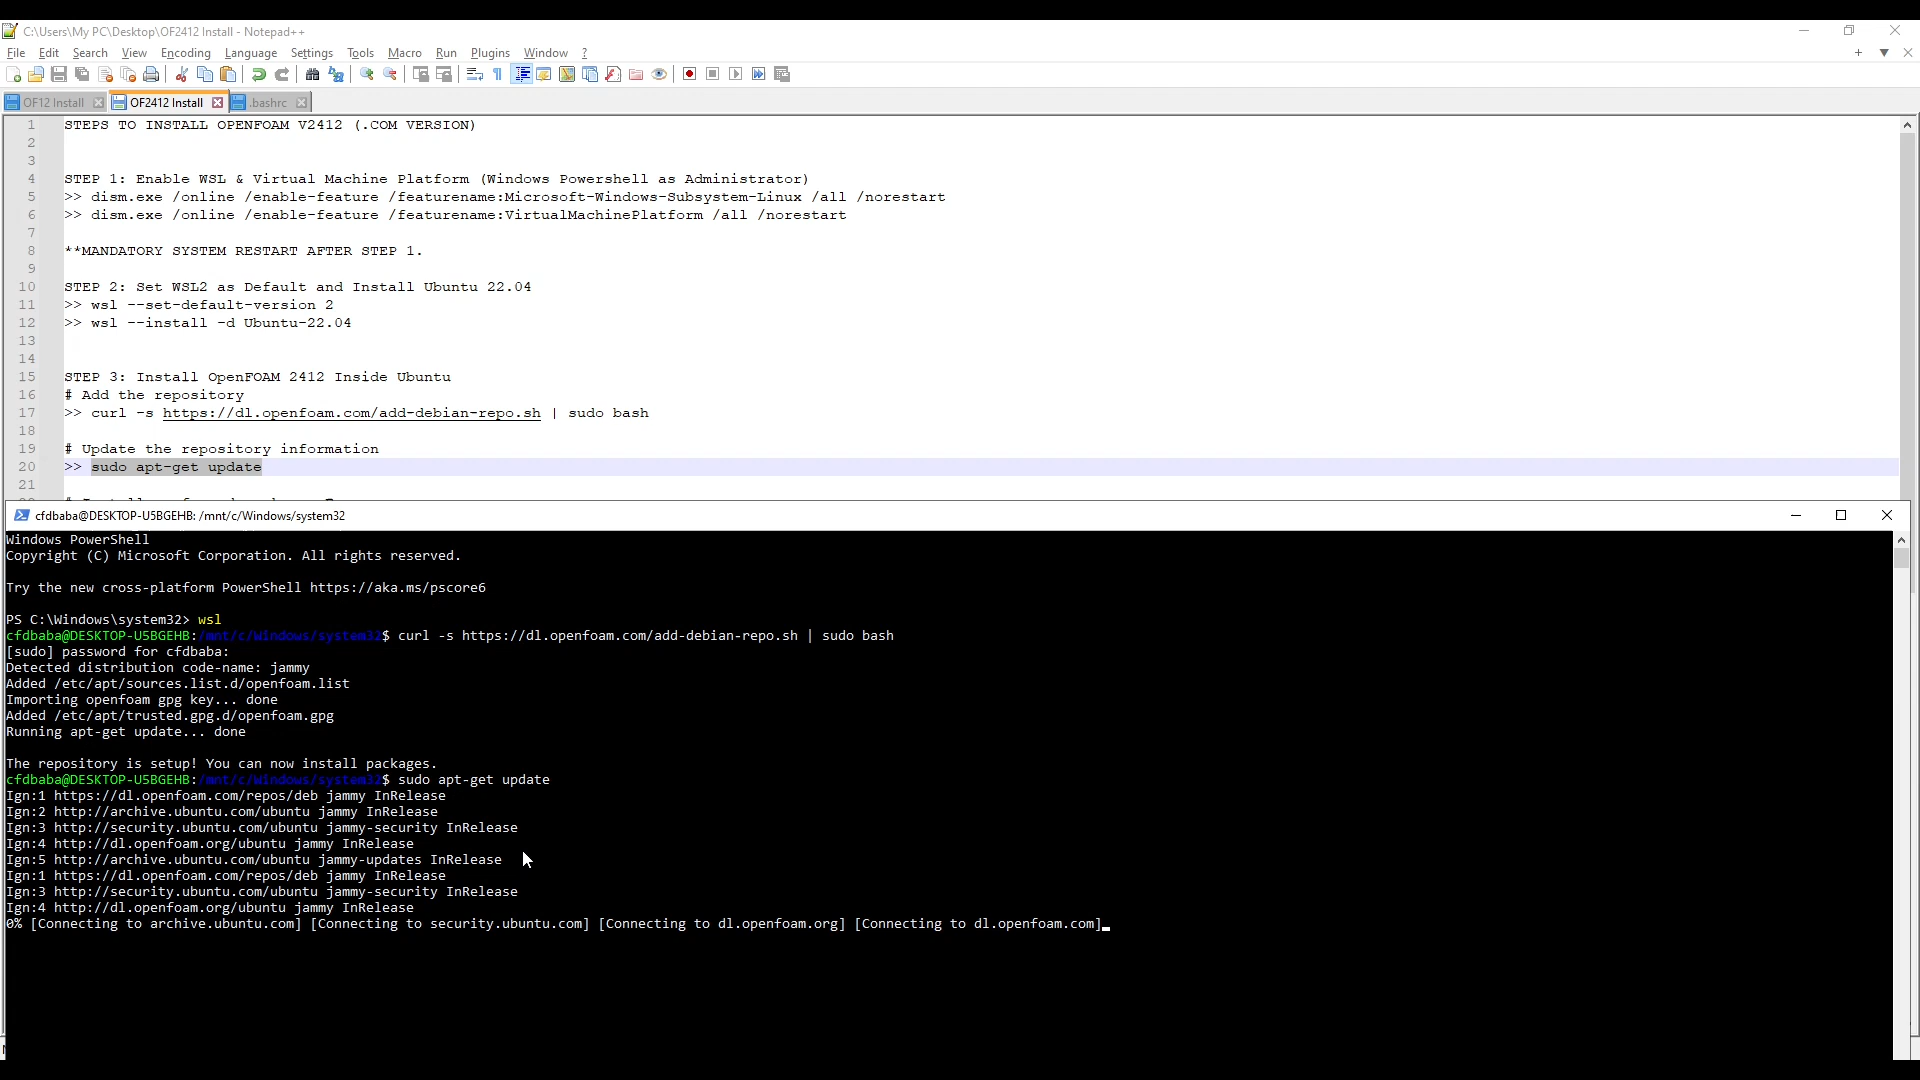 C:\Users\My PC\Desktop\OF2412 Install - Notepad++
File Edit Search View Encoding Language Settings Tools Macro Run Plugins Window ?
OF12 Install OF2412 Install .bashrc
1 STEPS TO INSTALL OPENFOAM V2412 (.COM VERSION)
2
3
4 STEP 1: Enable WSL & Virtual Machine Platform (Windows Powershell as Administrator)
5 >> dism.exe /online /enable-feature /featurename:Microsoft-Windows-Subsystem-Linux /all /norestart
6 >> dism.exe /online /enable-feature /featurename:VirtualMachinePlatform /all /norestart
7
8 **MANDATORY SYSTEM RESTART AFTER STEP 1.
9
10 STEP 2: Set WSL2 as Default and Install Ubuntu 22.04
11 >> wsl --set-default-version 2
12 >> wsl --install -d Ubuntu-22.04
13
14
15 STEP 3: Install OpenFOAM 2412 Inside Ubuntu
16 # Add the repository
17 >> curl -s https://dl.openfoam.com/add-debian-repo.sh | sudo bash
18
19 # Update the repository information
20 >> sudo apt-get update
21
cfdbaba@DESKTOP-U5BGEHB: /mnt/c/Windows/system32
Windows PowerShell
Copyright (C) Microsoft Corporation. All rights reserved.
Try the new cross-platform PowerShell https://aka.ms/pscore6
PS C:\Windows\system32> wsl
cfdbaba@DESKTOP-U5BGEHB:/mnt/c/Windows/system32$ curl -s https://dl.openfoam.com/add-debian-repo.sh | sudo bash
[sudo] password for cfdbaba:
Detected distribution code-name: jammy
Added /etc/apt/sources.list.d/openfoam.list
Importing openfoam gpg key... done
Added /etc/apt/trusted.gpg.d/openfoam.gpg
Running apt-get update... done
The repository is setup! You can now install packages.
cfdbaba@DESKTOP-U5BGEHB:/mnt/c/Windows/system32$ sudo apt-get update
Ign:1 https://dl.openfoam.com/repos/deb jammy InRelease
Ign:2 http://archive.ubuntu.com/ubuntu jammy InRelease
Ign:3 http://security.ubuntu.com/ubuntu jammy-security InRelease
Ign:4 http://dl.openfoam.org/ubuntu jammy InRelease
Ign:5 http://archive.ubuntu.com/ubuntu jammy-updates InRelease
Ign:1 https://dl.openfoam.com/repos/deb jammy InRelease
Ign:3 http://security.ubuntu.com/ubuntu jammy-security InRelease
Ign:4 http://dl.openfoam.org/ubuntu jammy InRelease
0% [Connecting to archive.ubuntu.com] [Connecting to security.ubuntu.com] [Connecting to dl.openfoam.org] [Connecting to dl.openfoam.com]